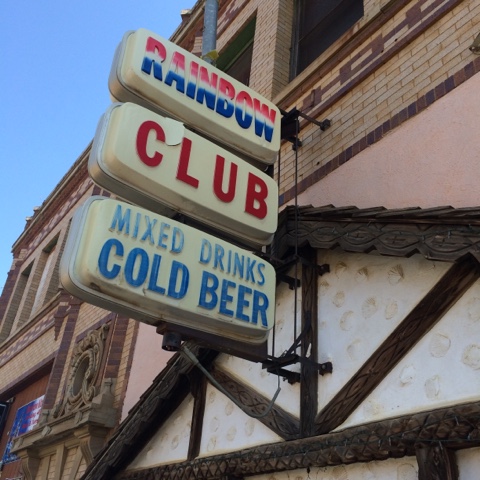 RAINBOW
CLUB
MIXED DRINKS
COLD BEER